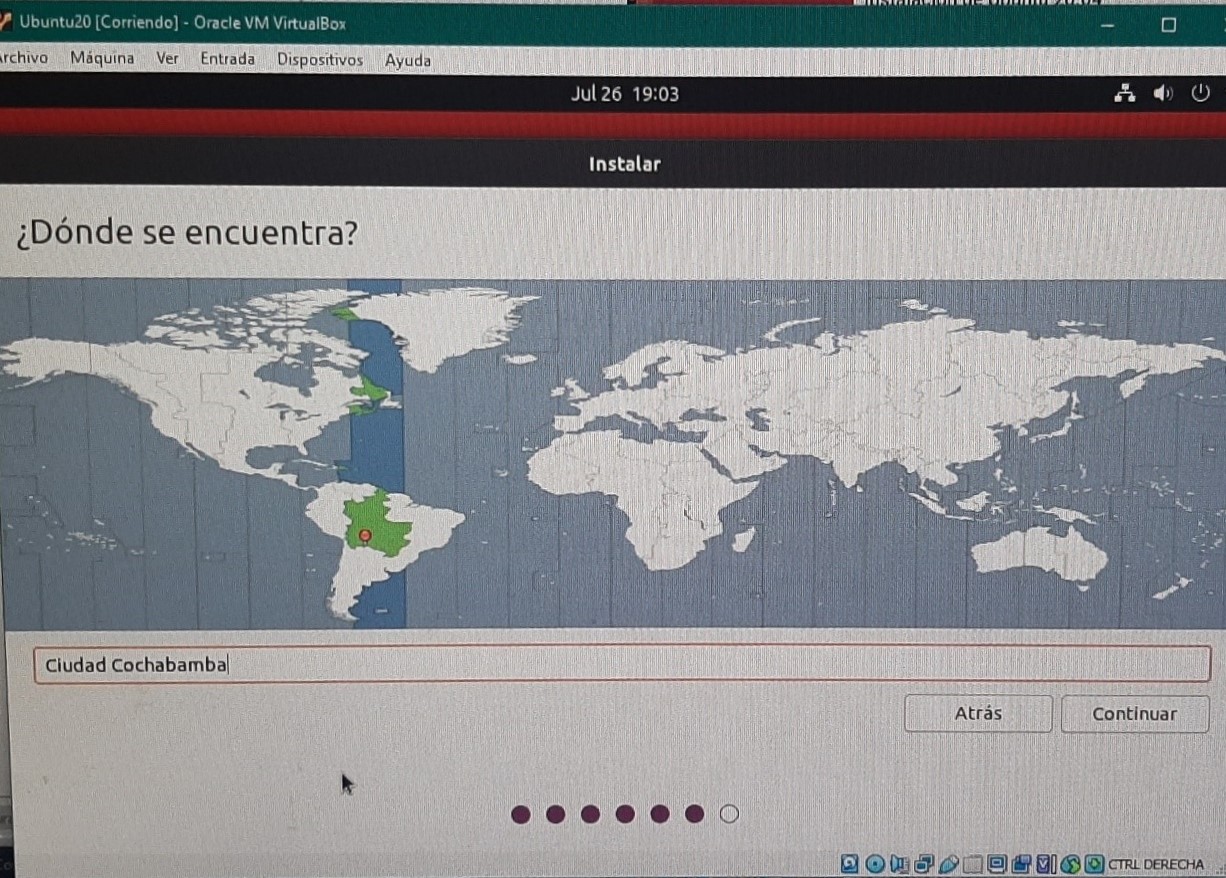 Ubuntu20 [Corriendo] - Oracle VM VirtualBox
Archivo Máquina Ver Entrada Dispositivos Ayuda
Jul 26 19:03
Instalar
¿Dónde se encuentra?
Ciudad Cochabamba
Atrás Continuar
CTRL DERECHA